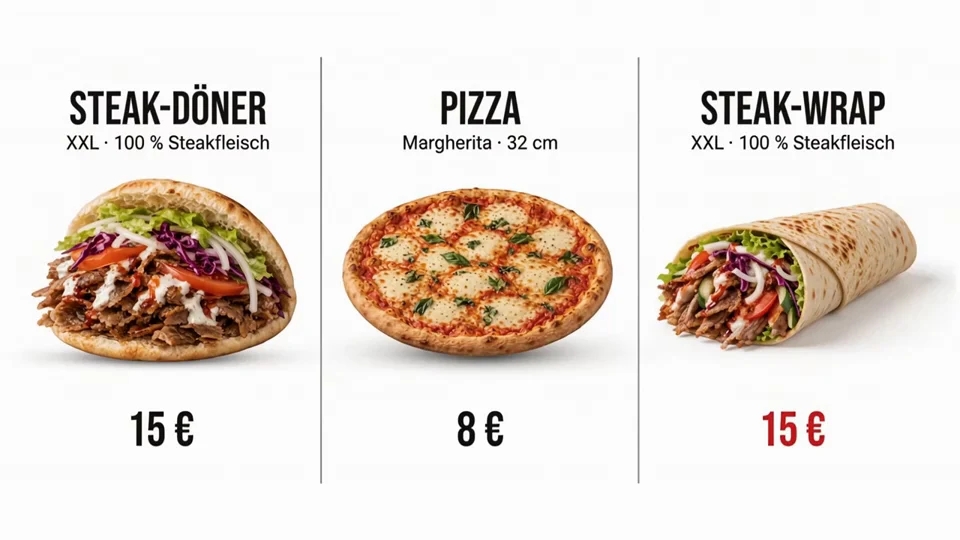 STEAK-DÖNER
XXL · 100 % Steakfleisch
15 €
PIZZA
Margherita · 32 cm
8 €
STEAK-WRAP
XXL · 100 % Steakfleisch
15 €